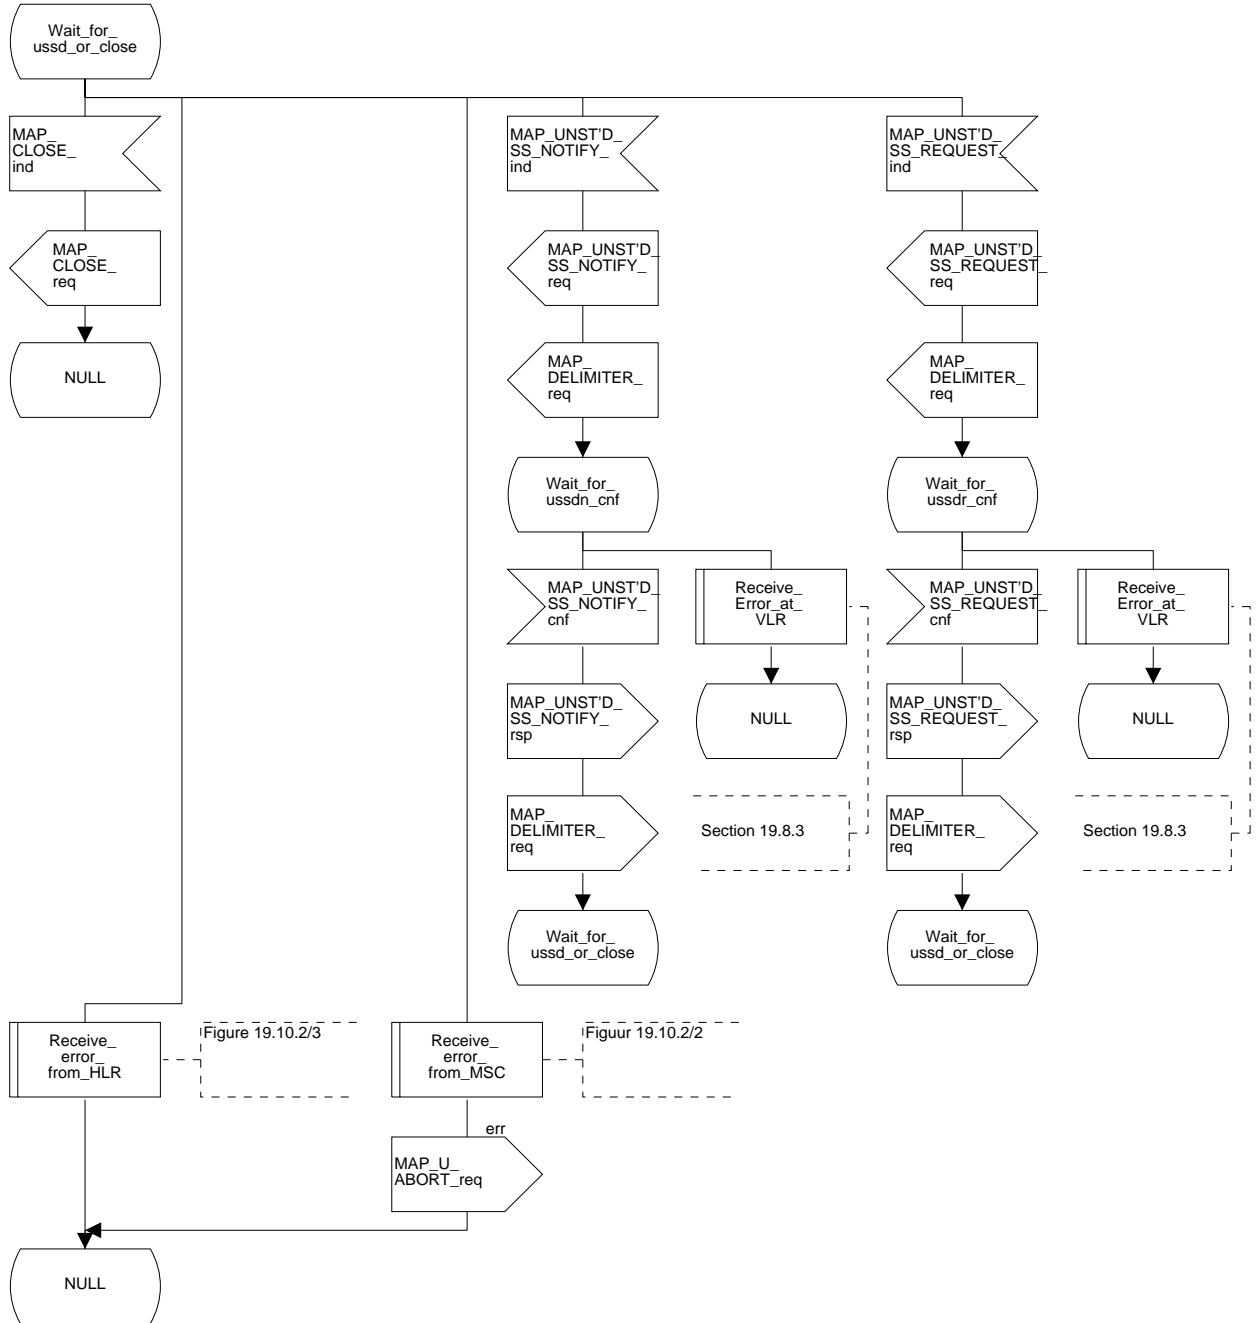 Wait_for_
ussd_or_close
MAP_
CLOSE_
ind
MAP_UNST'D_
SS_NOTIFY_
ind
MAP_UNST'D_
SS_REQUEST_
ind
MAP_
CLOSE_
req
MAP_UNST'D_
SS_NOTIFY_
req
MAP_UNST'D_
SS_REQUEST_
req
NULL
MAP_
DELIMITER_
req
MAP_
DELIMITER_
req
Wait_for_
ussdn_cnf
Wait_for_
ussdr_cnf
MAP_UNST'D_
SS_NOTIFY_
cnf
Receive_
Error_at_
VLR
MAP_UNST'D_
SS_REQUEST_
cnf
Receive_
Error_at_
VLR
MAP_UNST'D_
SS_NOTIFY_
rsp
NULL
MAP_UNST'D_
SS_REQUEST_
rsp
NULL
MAP_
DELIMITER_
req
Section 19.8.3
MAP_
DELIMITER_
req
Section 19.8.3
Wait_for_
ussd_or_close
Wait_for_
ussd_or_close
Receive_
error_
from_HLR
Figure 19.10.2/3
Receive_
error_
from_MSC
Figuur 19.10.2/2
err
MAP_U_
ABORT_req
NULL